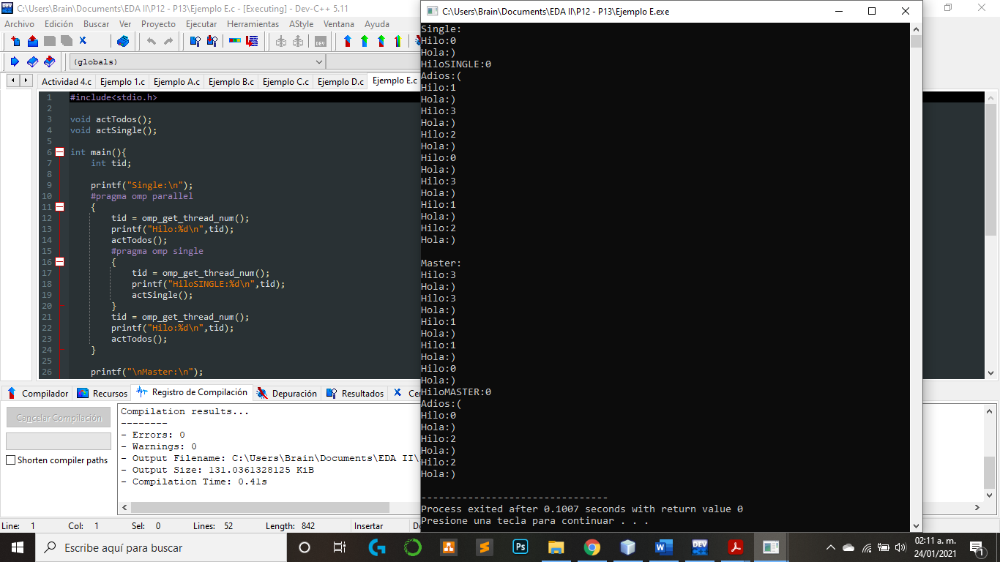 C:\Users\Brain\Documents\EDA II\P12 - P13\Ejemplo E.c - [Executing] - Dev-C++ 5.11
Archivo Edición Buscar Ver Proyecto Ejecutar Herramientas AStyle Ventana Ayuda
(globals)
Actividad 4.c Ejemplo 1.c Ejemplo A.c Ejemplo B.c Ejemplo C.c Ejemplo D.c Ejemplo E.c
1 #include<stdio.h>
2
3 void actTodos();
4 void actSingle();
5
6 int main(){
7 int tid;
8
9 printf("Single:\n");
10 #pragma omp parallel
11 {
12 tid = omp_get_thread_num();
13 printf("Hilo:%d\n",tid);
14 actTodos();
15 #pragma omp single
16 {
17 tid = omp_get_thread_num();
18 printf("HiloSINGLE:%d\n",tid);
19 actSingle();
20 }
21 tid = omp_get_thread_num();
22 printf("Hilo:%d\n",tid);
23 actTodos();
24 }
25
26 printf("\nMaster:\n");
Compilador Recursos Registro de Compilación Depuración Resultados Ce
Cancelar Compilación
Shorten compiler paths
Compilation results...
--------
- Errors: 0
- Warnings: 0
- Output Filename: C:\Users\Brain\Documents\EDA II\
- Output Size: 131.0361328125 KiB
- Compilation Time: 0.41s
Line: 1 Col: 1 Sel: 0 Lines: 52 Length: 842 Insertar
C:\Users\Brain\Documents\EDA II\P12 - P13\Ejemplo E.exe
Single:
Hilo:0
Hola:)
HiloSINGLE:0
Adios:(
Hilo:1
Hola:)
Hilo:3
Hola:)
Hilo:2
Hola:)
Hilo:0
Hola:)
Hilo:3
Hola:)
Hilo:1
Hola:)
Hilo:2
Hola:)
Master:
Hilo:3
Hola:)
Hilo:3
Hola:)
Hilo:1
Hola:)
Hilo:1
Hola:)
Hilo:0
Hola:)
HiloMASTER:0
Adios:(
Hilo:0
Hola:)
Hilo:2
Hola:)
Hilo:2
Hola:)
--------------------------------
Process exited after 0.1007 seconds with return value 0
Presione una tecla para continuar . . .
Escribe aquí para buscar
02:11 a. m.
24/01/2021